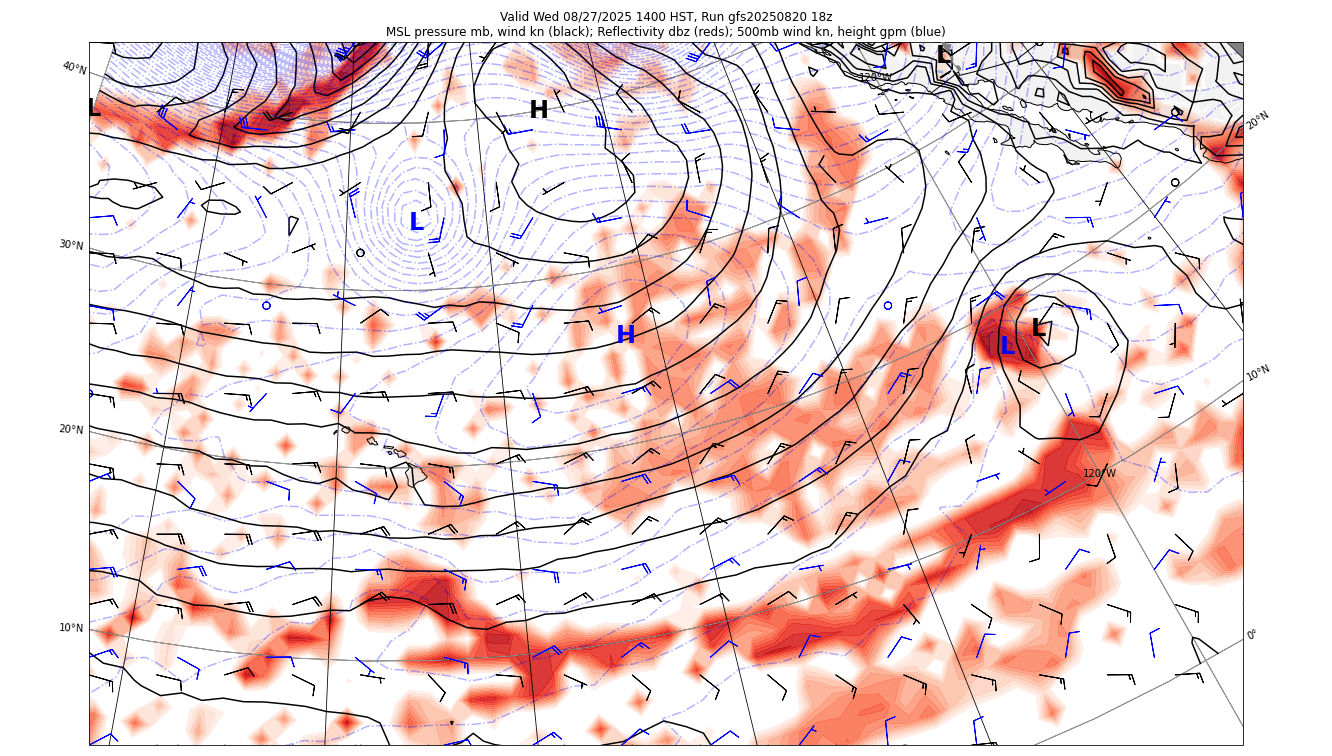 Valid Wed 08/27/2025 1400 HST, Run gfs20250820 18z
MSL pressure mb, wind kn (black); Reflectivity dbz (reds); 500mb wind kn, height gpm (blue)
L
120°W
40°N
L
H
20°N
L
30°N
H
L
L
10°N
20°N
120°W
10°N
0°